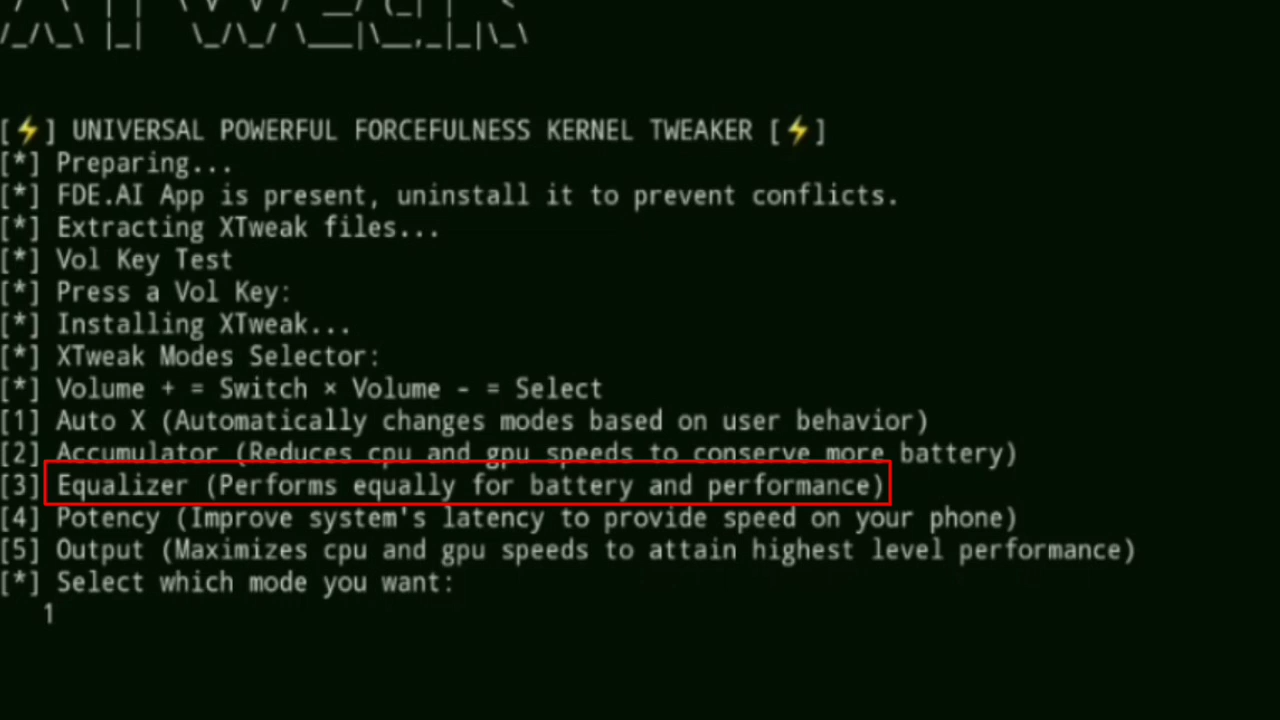 [⚡] UNIVERSAL POWERFUL FORCEFULNESS KERNEL TWEAKER [⚡]
[*] Preparing...
[*] FDE.AI App is present, uninstall it to prevent conflicts.
[*] Extracting XTweak files...
[*] Vol Key Test
[*] Press a Vol Key:
[*] Installing XTweak...
[*] XTweak Modes Selector:
[*] Volume + = Switch × Volume - = Select
[1] Auto X (Automatically changes modes based on user behavior)
[2] Accumulator (Reduces cpu and gpu speeds to conserve more battery)
[3] Equalizer (Performs equally for battery and performance)
[4] Potency (Improve system's latency to provide speed on your phone)
[5] Output (Maximizes cpu and gpu speeds to attain highest level performance)
[*] Select which mode you want:
1